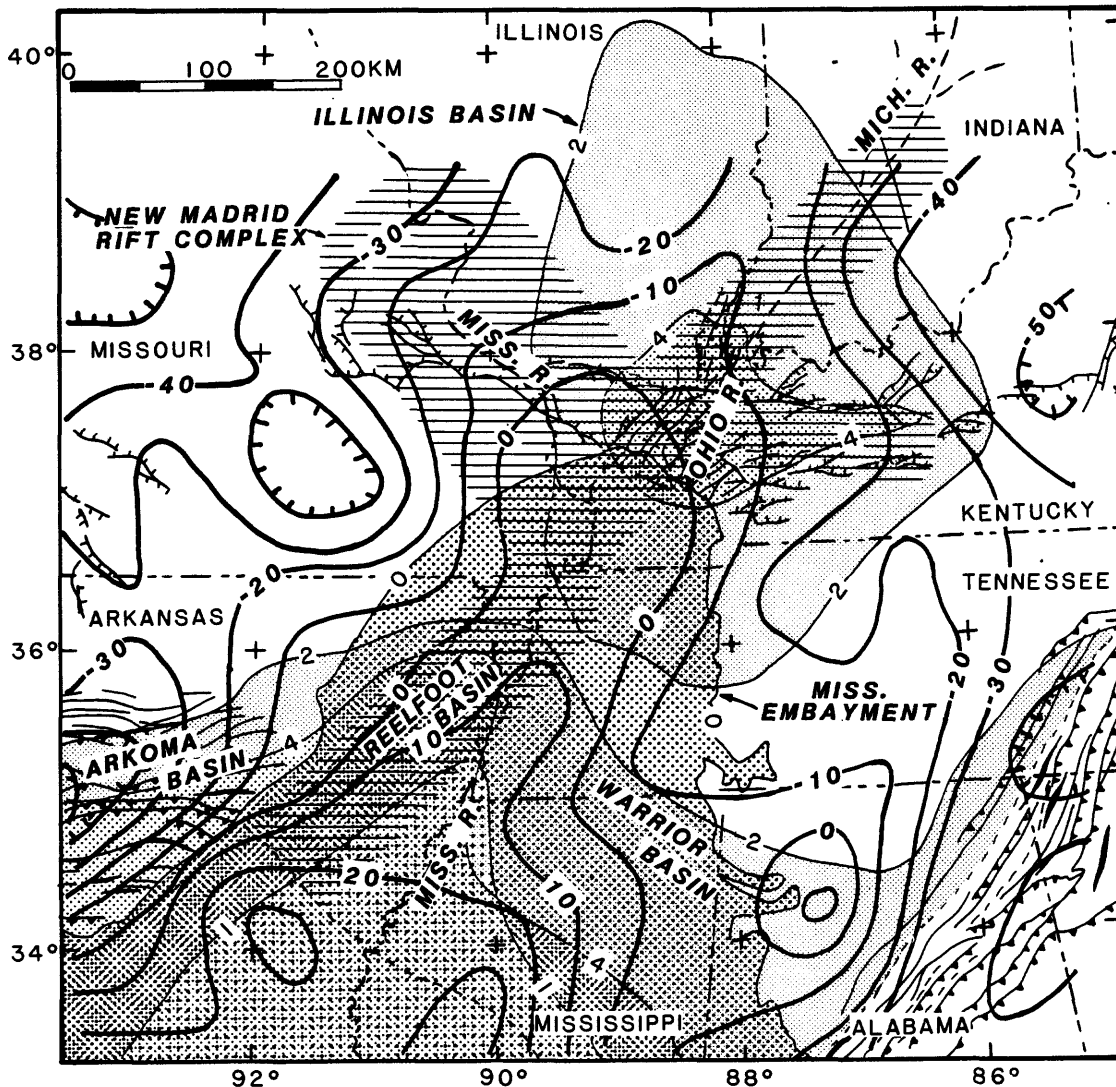 ILLINOIS
40°
0 100 200KM
MICH. R.
ILLINOIS BASIN
2
INDIANA
-40
NEW MADRID
RIFT COMPLEX
-30
-20
-10
-50
MISS. R.
4
38°
MISSOURI
-40
0
OHIO R.
4
KENTUCKY
-20
0
2
TENNESSEE
ARKANSAS
0
36°
-30
2
-20
-30
REELFOOT
BASIN
0
10
MISS.
EMBAYMENT
0
ARKOMA
BASIN
4
-10
WARRIOR
BASIN
MISS. R.
2
0
20
10
1
34°
4
1
MISSISSIPPI
ALABAMA
92°
90°
88°
86°